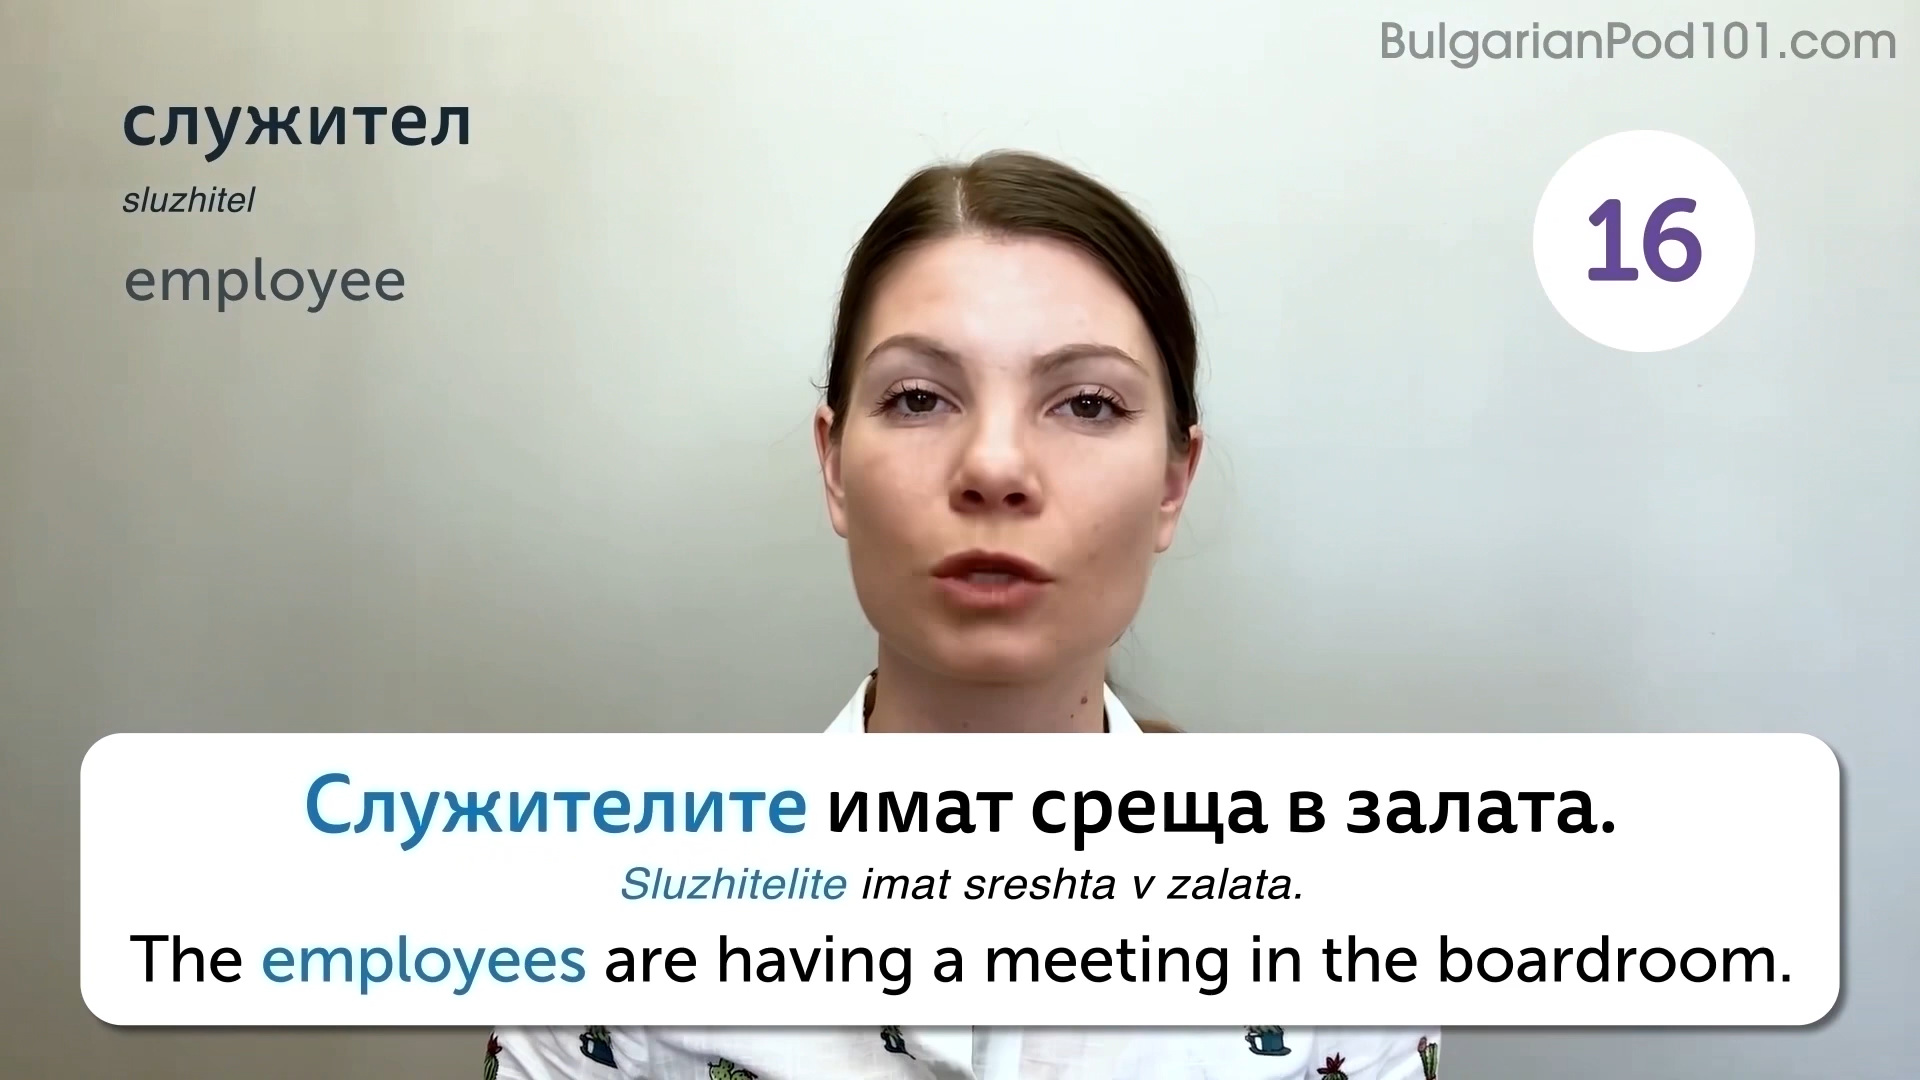 BulgarianPod101.com
служител
sluzhitel
employee
16
Служителите имат среща в залата.
Sluzhitelite imat sreshta v zalata.
The employees are having a meeting in the boardroom.